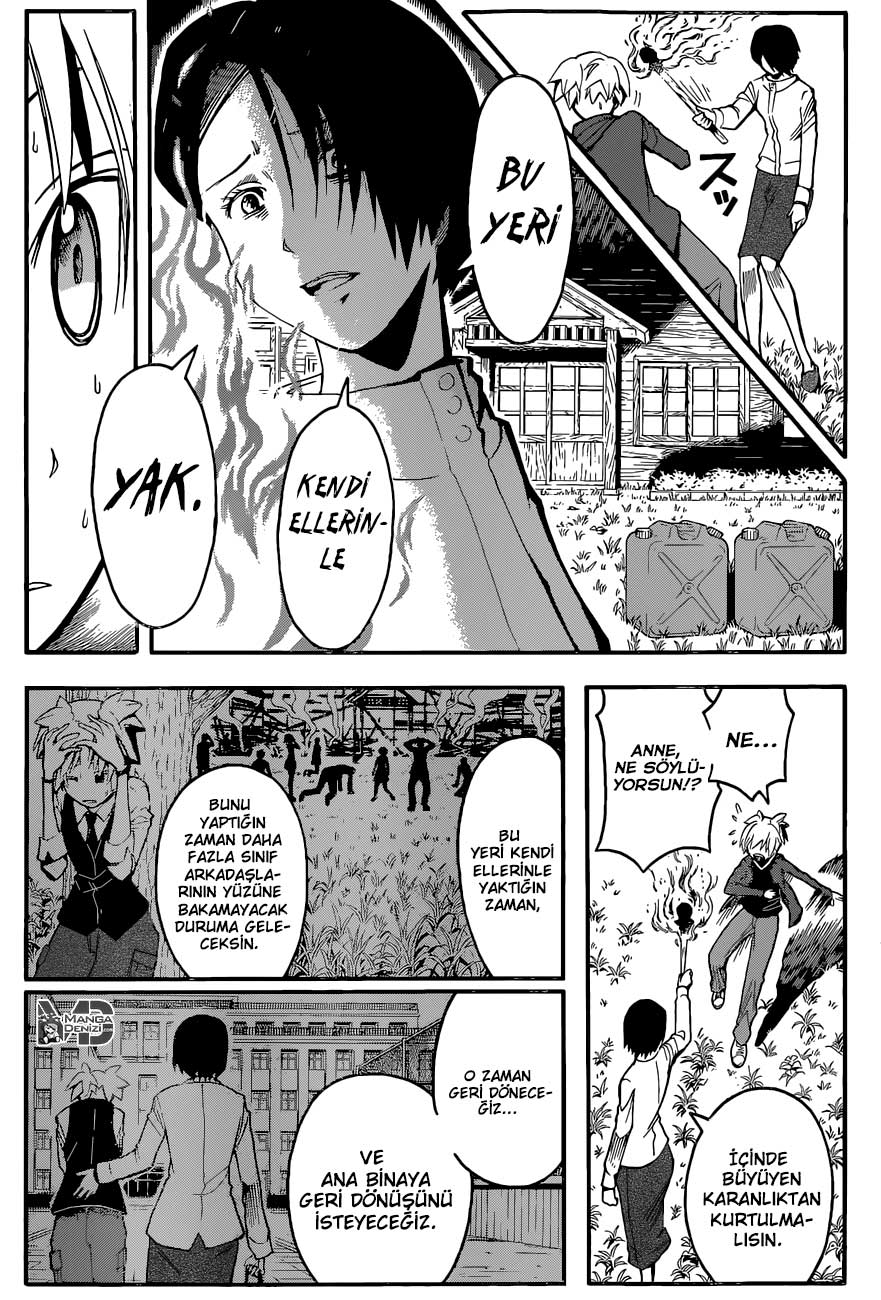 スッ
BU
YERİ
KENDİ
ELLERİN-
LE
YAK.
NE...
ANNE,
NE SÖYLÜ-
YORSUN!?
İÇİNDE
BÜYÜYEN
KARANLIKTAN
KURTULMA-
LISIN.
BU
YERİ KENDİ
ELLERİNLE
YAKTIĞIN
ZAMAN,
BUNU
YAPTIĞIN
ZAMAN DAHA
FAZLA SINIF
ARKADAŞLA-
RININ YÜZÜNE
BAKAMAYACAK
DURUMA GELE-
CEKSİN.
O ZAMAN
GERİ DÖNECE-
ĞİZ...
VE
ANA BİNAYA
GERİ DÖNÜŞÜNÜ
İSTEYECEĞİZ.
MD
MANGA
DENİZİ